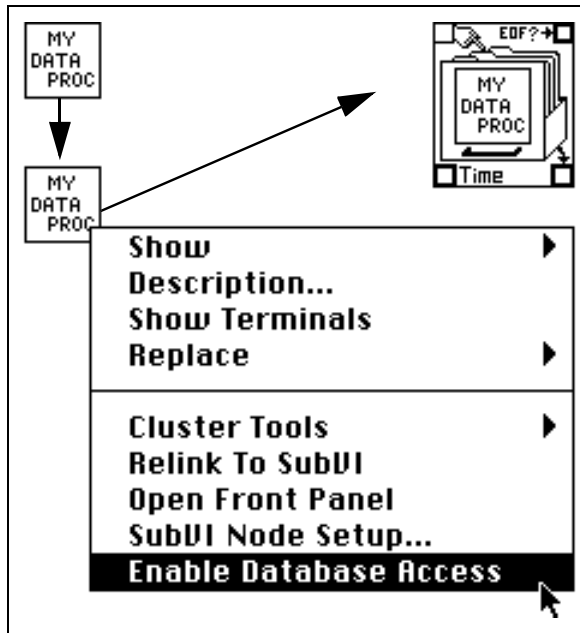 MY
DATA
PROC
EOF?
MY
DATA
PROC
Time
MY
DATA
PROC
Show
Description...
Show Terminals
Replace
Cluster Tools
Relink To SubVI
Open Front Panel
SubVI Node Setup...
Enable Database Access